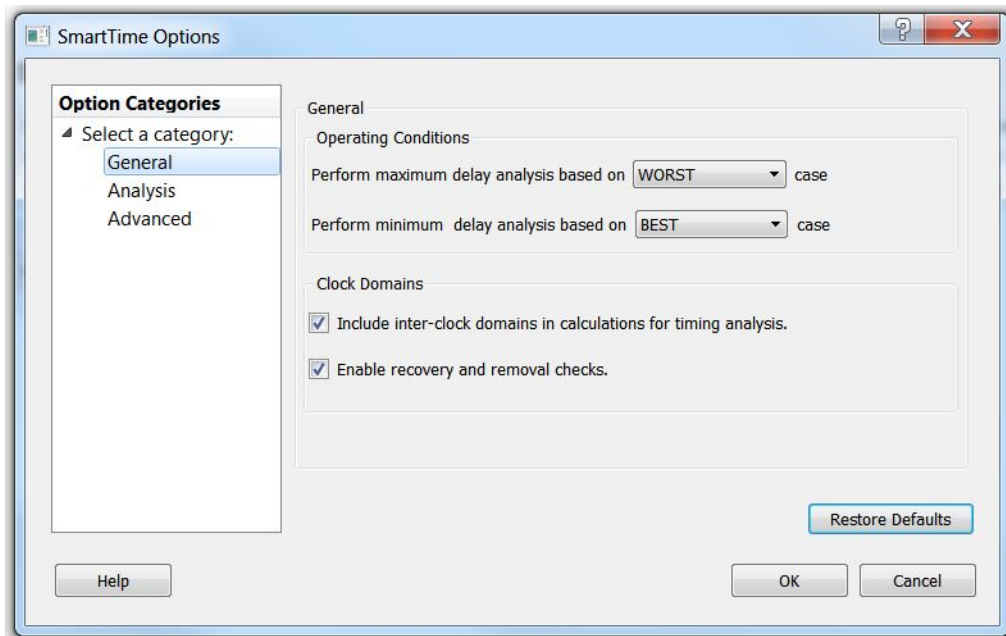 SmartTime Options
Option Categories
Select a category:
General
Analysis
Advanced
General
Operating Conditions
Perform maximum delay analysis based on WORST case
Perform minimum delay analysis based on BEST case
Clock Domains
Include inter-clock domains in calculations for timing analysis.
Enable recovery and removal checks.
Restore Defaults
Help OK Cancel